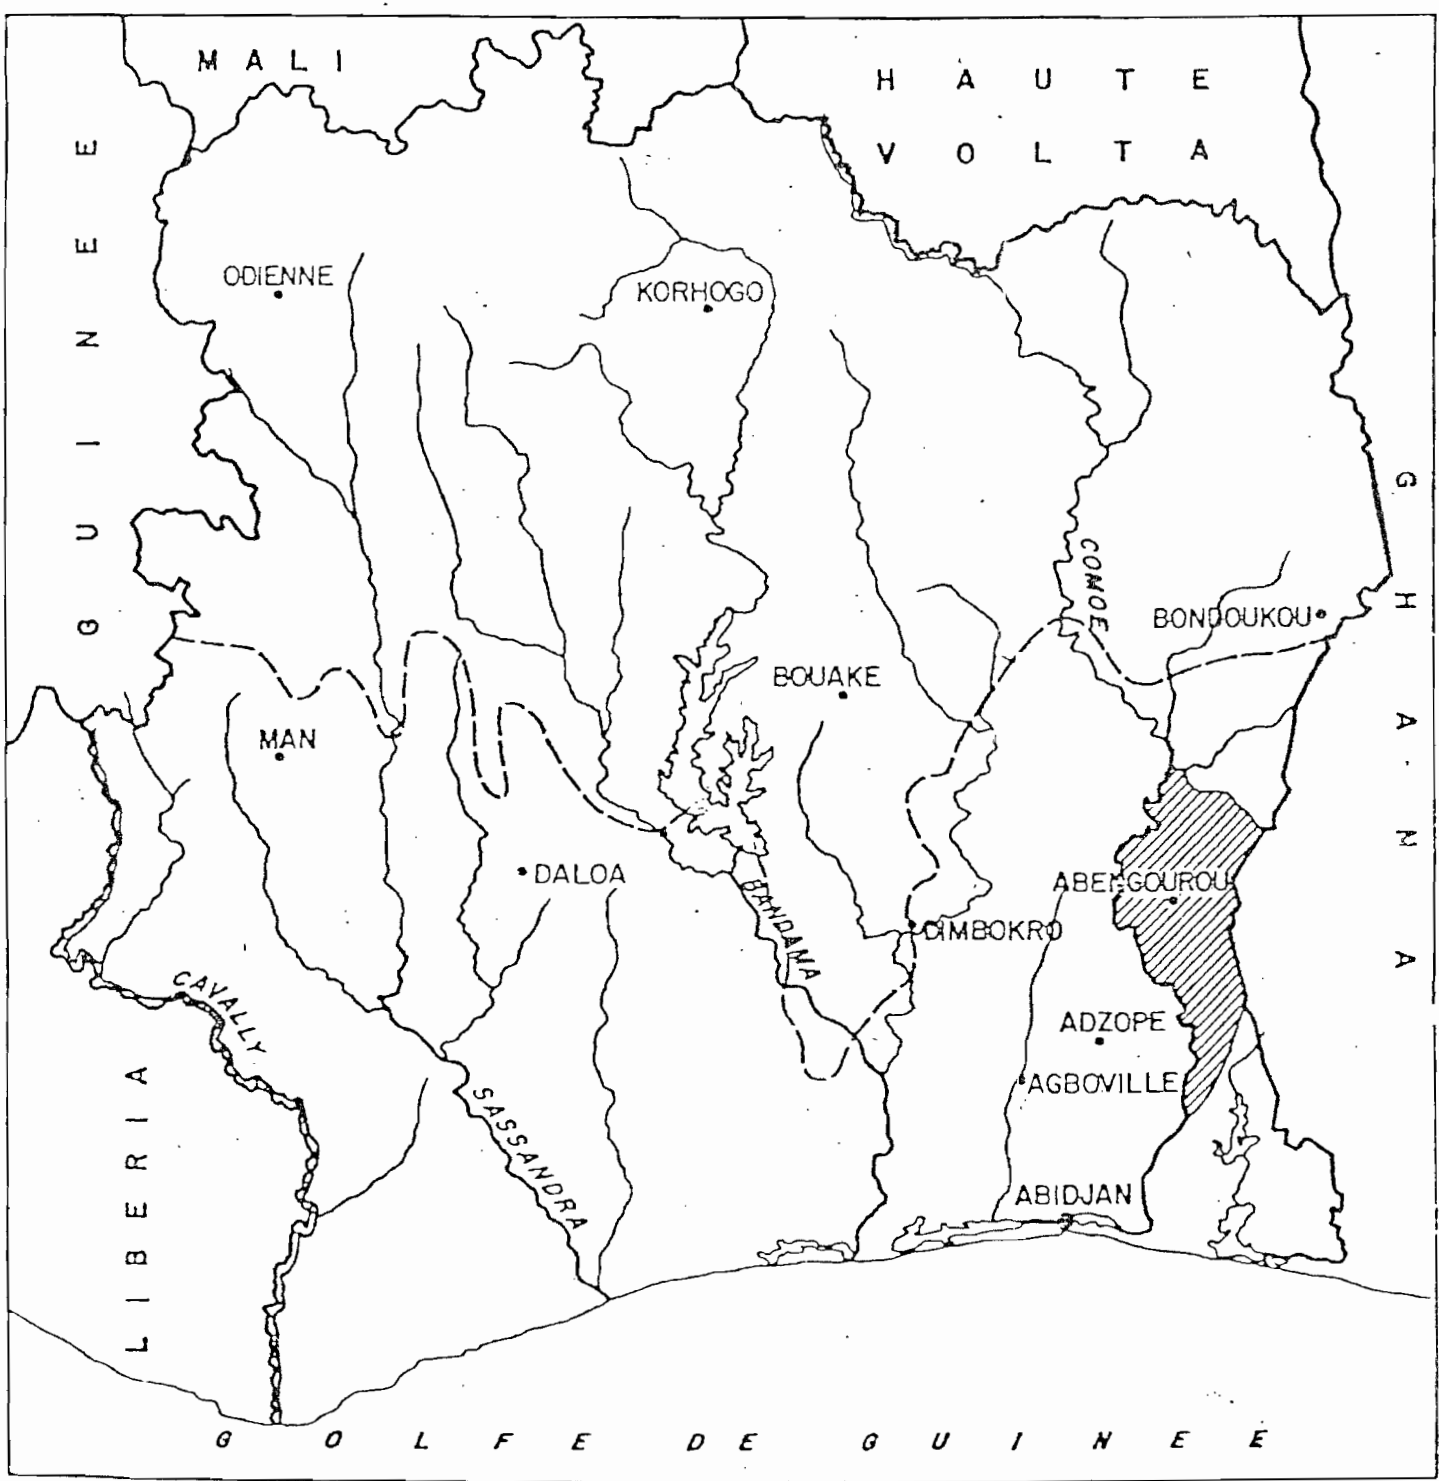 MALI
HAUTE
VOLTA
GUINEE
ODIENNE
KORHOGO
GHANA
COMOE
BONDOUKOU
BOUAKE
MAN
DALOA
BANDAMA
ABENGOUROU
DIMBOKRO
CAVALLY
ADZOPE
AGBOVILLE
SASSANDRA
LIBERIA
ABIDJAN
GOLFE DE GUINEE